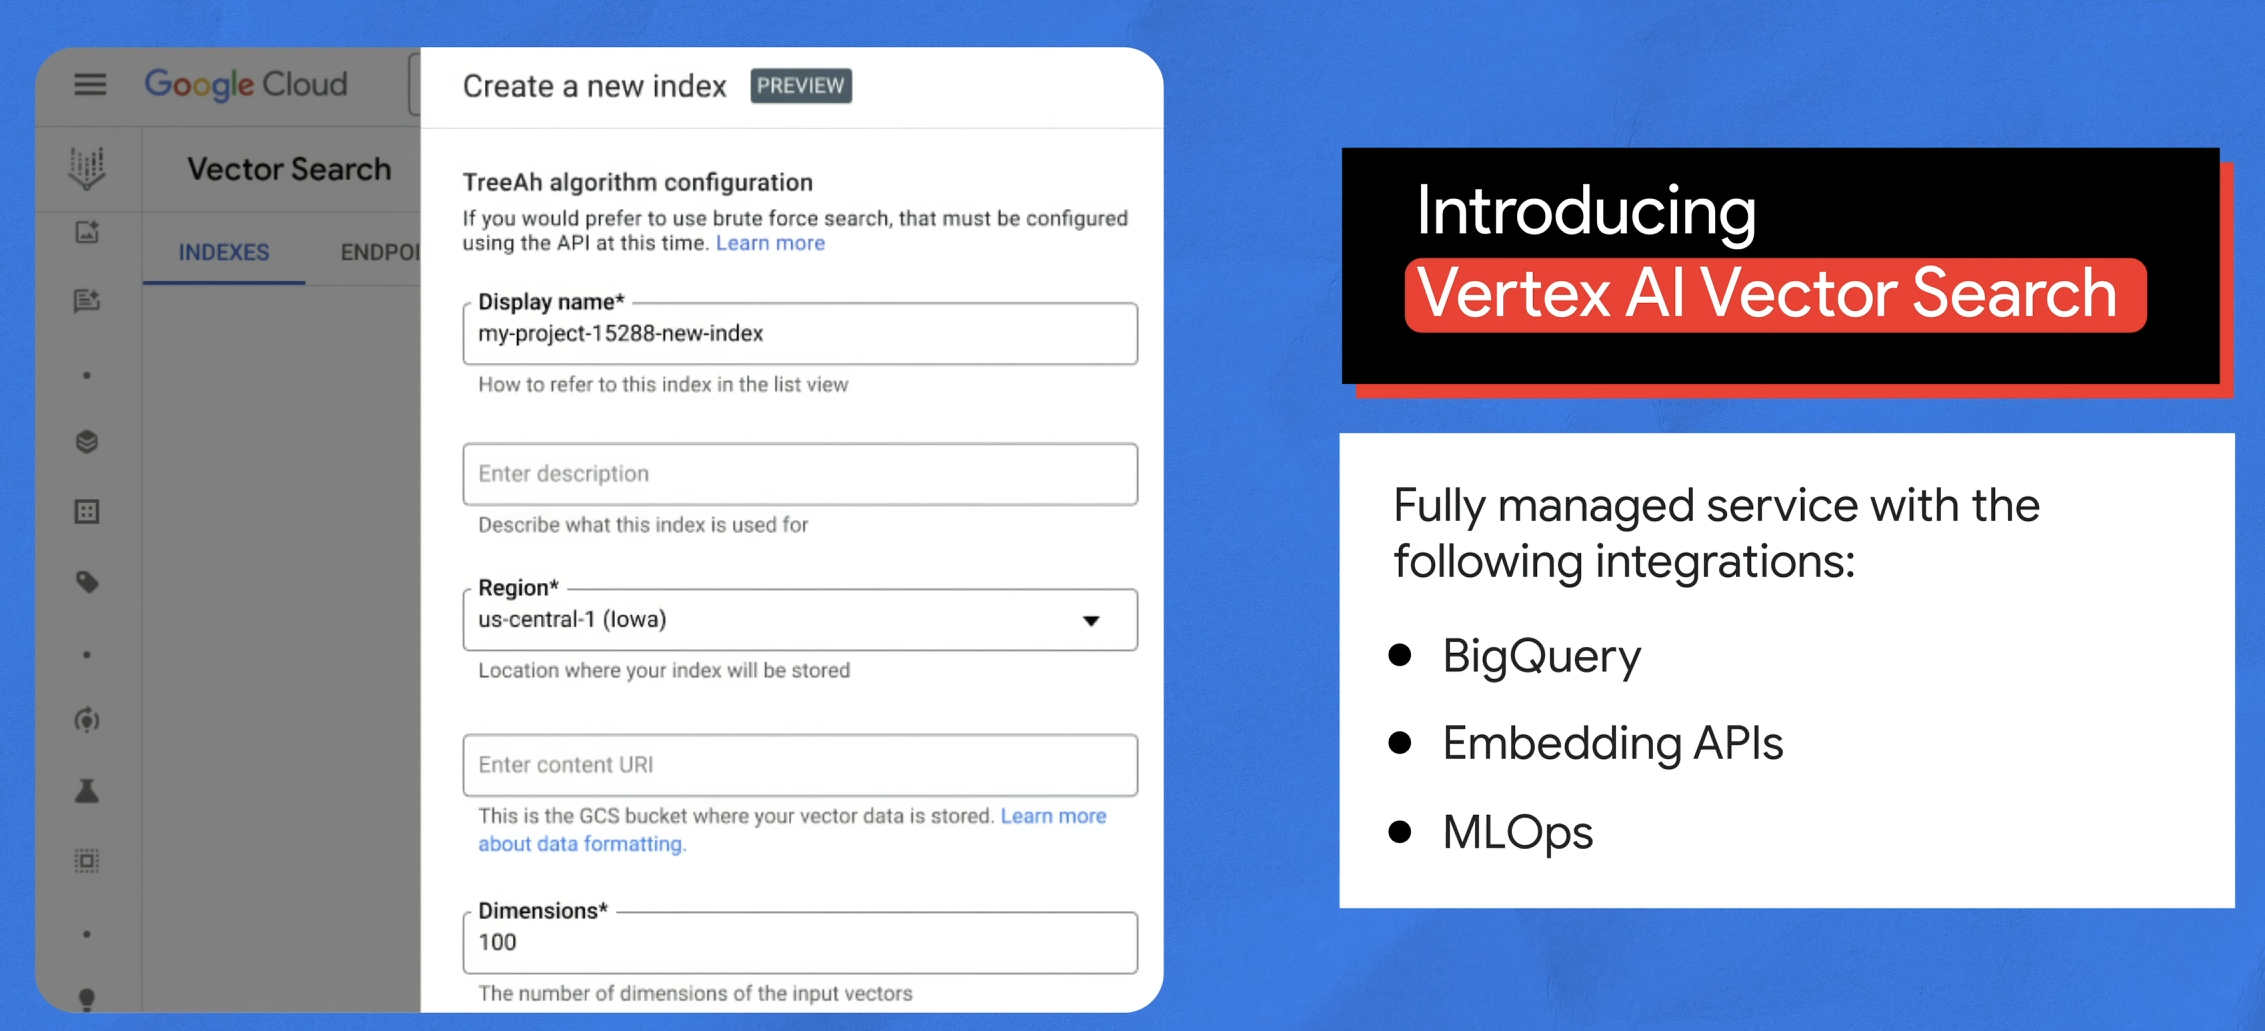 Google Cloud
Vector Search
INDEXES
ENDPOI
Create a new index
PREVIEW
TreeAh algorithm configuration
If you would prefer to use brute force search, that must be configured
using the API at this time. Learn more
Display name*
my-project-15288-new-index
How to refer to this index in the list view
Enter description
Describe what this index is used for
Region*
us-central-1 (Iowa)
Location where your index will be stored
Enter content URI
This is the GCS bucket where your vector data is stored. Learn more
about data formatting.
Dimensions*
100
The number of dimensions of the input vectors
Introducing
Vertex AI Vector Search
Fully managed service with the
following integrations:
● BigQuery
● Embedding APIs
● MLOps